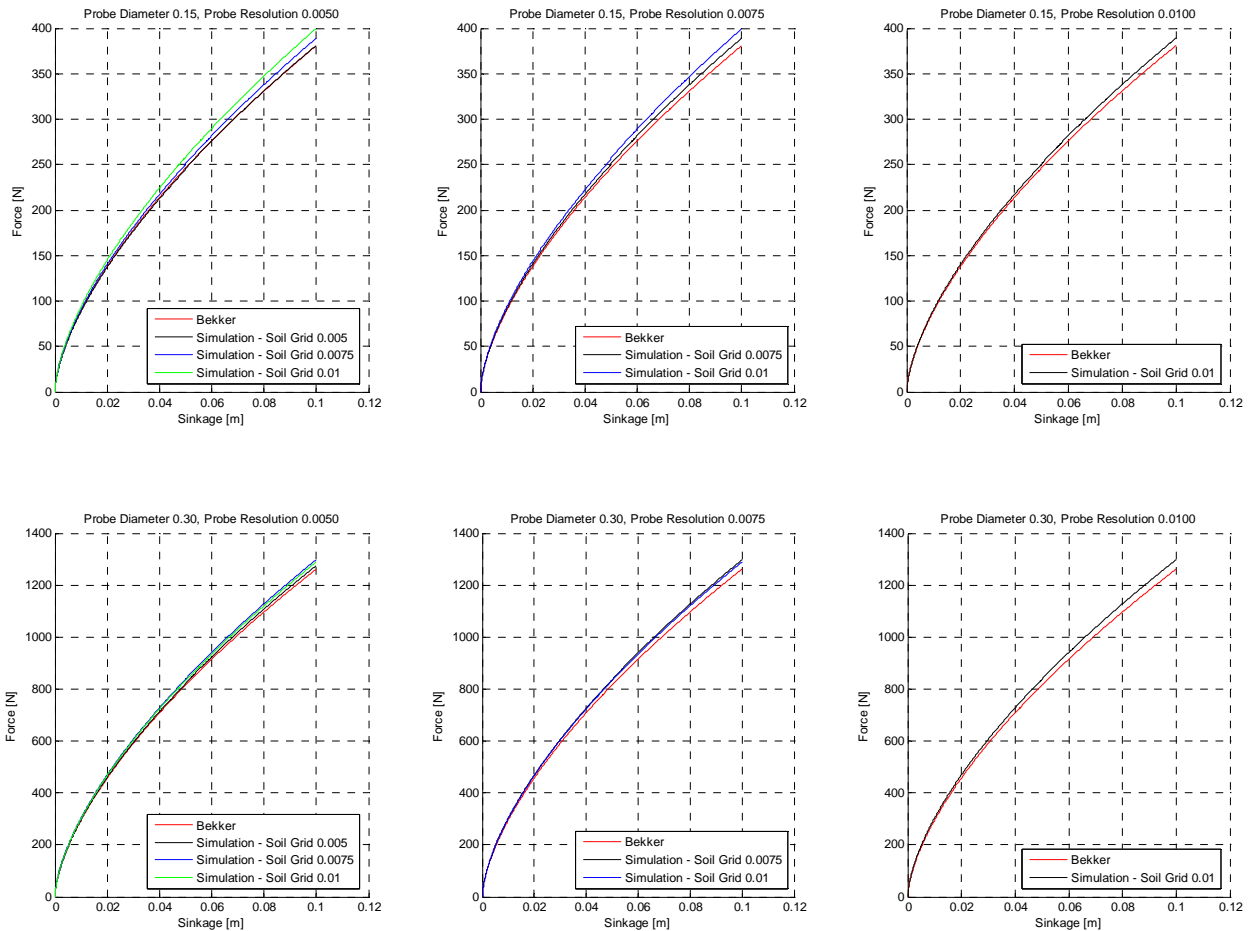 Probe Diameter 0.15, Probe Resolution 0.0050
400
350
300
250
200
150
100
50
0
Force [N]
0 0.02 0.04 0.06 0.08 0.1 0.12
Sinkage [m]
Bekker
Simulation - Soil Grid 0.005
Simulation - Soil Grid 0.0075
Simulation - Soil Grid 0.01
Probe Diameter 0.15, Probe Resolution 0.0075
400
350
300
250
200
150
100
50
0
Force [N]
0 0.02 0.04 0.06 0.08 0.1 0.12
Sinkage [m]
Bekker
Simulation - Soil Grid 0.0075
Simulation - Soil Grid 0.01
Probe Diameter 0.15, Probe Resolution 0.0100
400
350
300
250
200
150
100
50
0
Force [N]
0 0.02 0.04 0.06 0.08 0.1 0.12
Sinkage [m]
Bekker
Simulation - Soil Grid 0.01
Probe Diameter 0.30, Probe Resolution 0.0050
1400
1200
1000
800
600
400
200
0
Force [N]
0 0.02 0.04 0.06 0.08 0.1 0.12
Sinkage [m]
Bekker
Simulation - Soil Grid 0.005
Simulation - Soil Grid 0.0075
Simulation - Soil Grid 0.01
Probe Diameter 0.30, Probe Resolution 0.0075
1400
1200
1000
800
600
400
200
0
Force [N]
0 0.02 0.04 0.06 0.08 0.1 0.12
Sinkage [m]
Bekker
Simulation - Soil Grid 0.0075
Simulation - Soil Grid 0.01
Probe Diameter 0.30, Probe Resolution 0.0100
1400
1200
1000
800
600
400
200
0
Force [N]
0 0.02 0.04 0.06 0.08 0.1 0.12
Sinkage [m]
Bekker
Simulation - Soil Grid 0.01